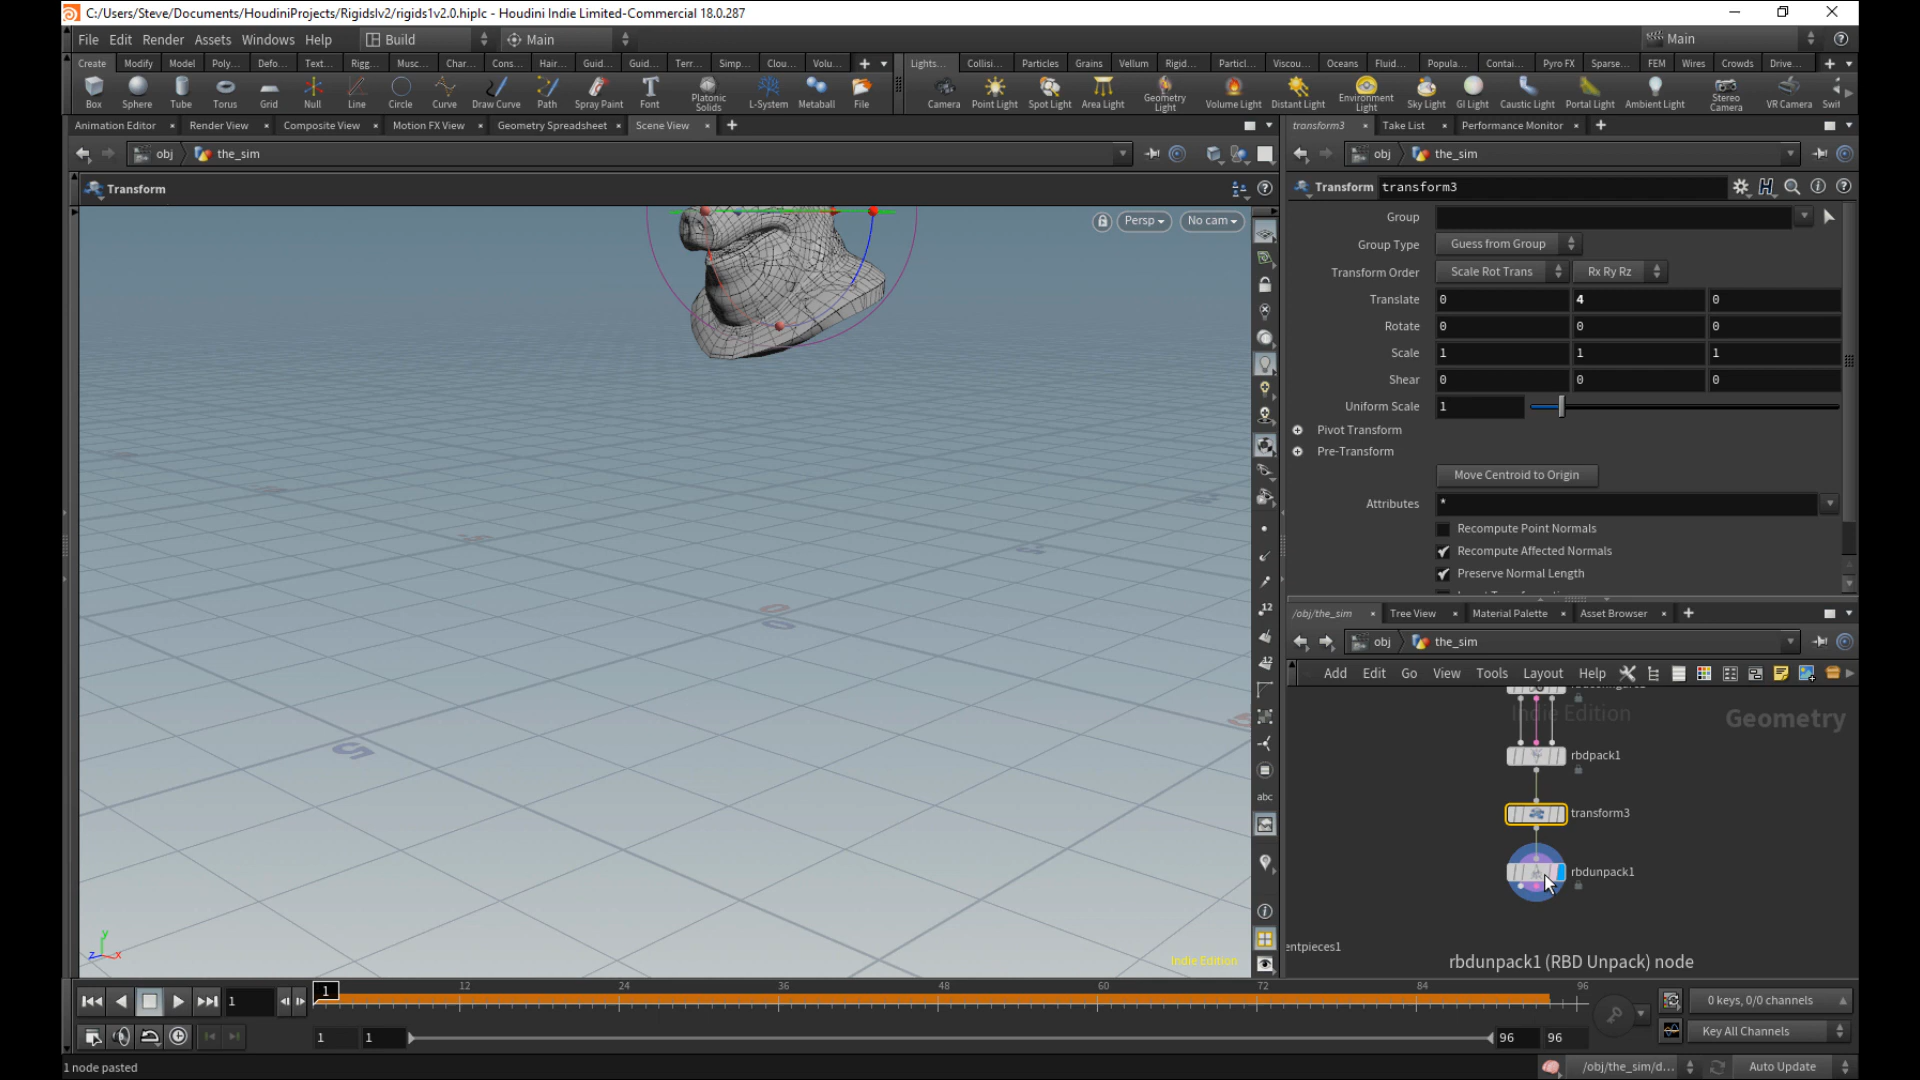 C:/Users/Steve/Documents/HoudiniProjects/Rigidslv2/rigids1v2.0.hiplc - Houdini Indie Limited-Commercial 18.0.287
File Edit Render Assets Windows Help Build Main Main
Create Modify Model Poly... Defo... Text... Rigg... Musc... Char... Cons... Hair... Guid... Guid... Terr... Simp... Clou... Volu...
Lights... Collisi... Particles Grains Vellum Rigid... Particl... Viscou... Oceans Fluid... Popula... Contai... Pyro FX Sparse... FEM Wires Crowds Drive...
Box Sphere Tube Torus Grid Null Line Circle Curve Draw Curve Path Spray Paint Font Platonic Solids L-System Metaball File
Camera Point Light Spot Light Area Light Geometry Light Volume Light Distant Light Environment Light Sky Light GI Light Caustic Light Portal Light Ambient Light Stereo Camera VR Camera Swit
Animation Editor Render View Composite View Motion FX View Geometry Spreadsheet Scene View
transform3 Take List Performance Monitor
obj the_sim
obj the_sim
Transform
Transform transform3
Persp No cam
Group
Group Type Guess from Group
Transform Order Scale Rot Trans Rx Ry Rz
Translate 0 4 0
Rotate 0 0 0
Scale 1 1 1
Shear 0 0 0
Uniform Scale 1
Pivot Transform
Pre-Transform
Move Centroid to Origin
Attributes *
Recompute Point Normals
Recompute Affected Normals
Preserve Normal Length
/obj/the_sim Tree View Material Palette Asset Browser
obj the_sim
Add Edit Go View Tools Layout Help
Indie Edition
Geometry
rbdpack1
transform3
rbdunpack1
entpieces1
rbdunpack1 (RBD Unpack) node
12
12
abc
5
y
z x
Indie Edition
1 1 12 24 36 48 60 72 84 96
0 keys, 0/0 channels
1 1 96 96
Key All Channels
1 node pasted
/obj/the_sim/d... Auto Update